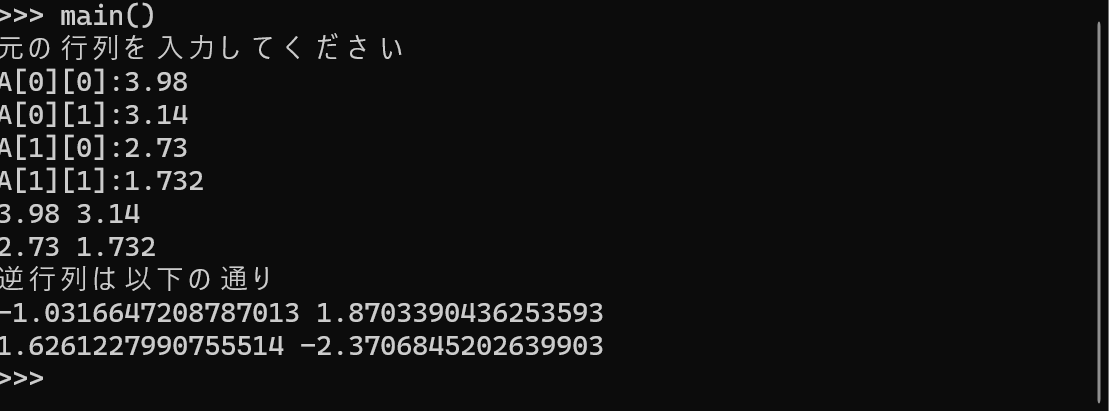 >>> main()
元の行列を入力してください
A[0][0]:3.98
A[0][1]:3.14
A[1][0]:2.73
A[1][1]:1.732
3.98 3.14
2.73 1.732
逆行列は以下の通り
-1.0316647208787013 1.8703390436253593
1.6261227990755514 -2.3706845202639903
>>>